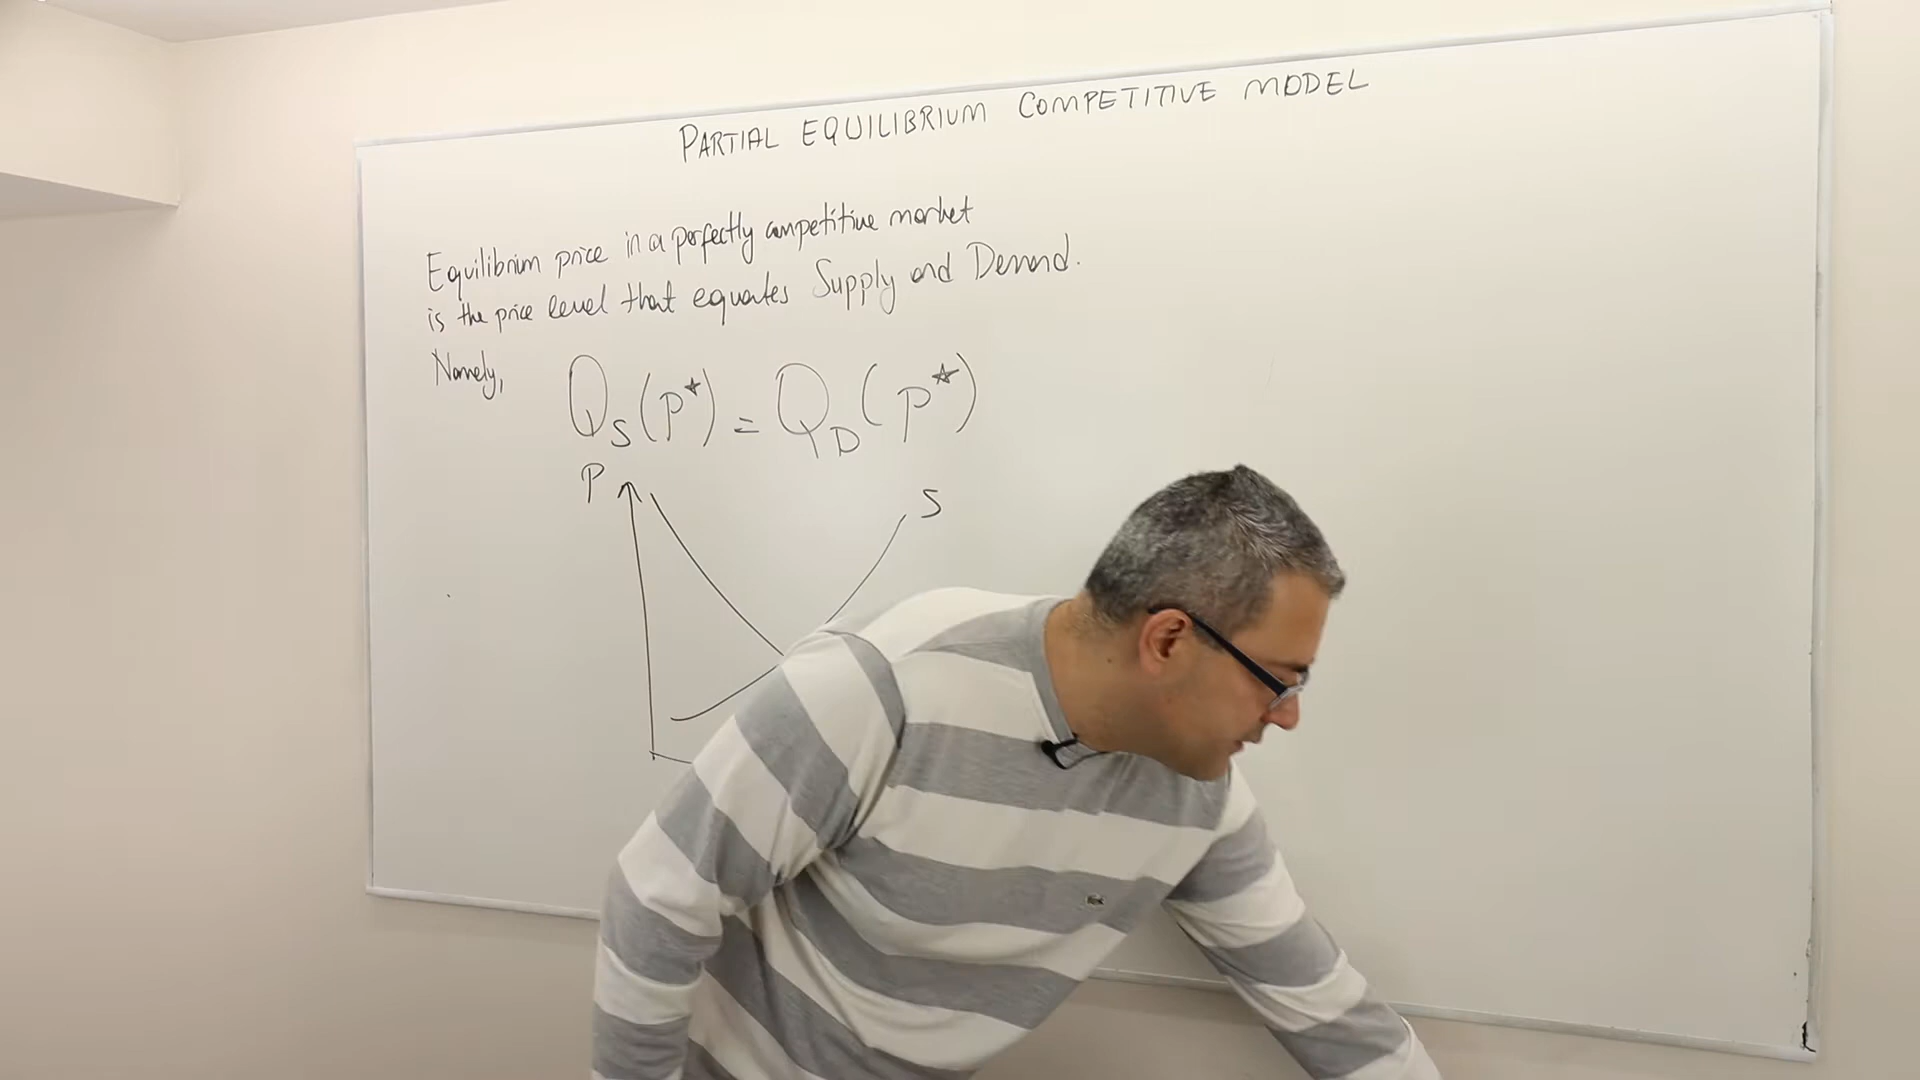 PARTIAL EQUILIBRIUM COMPETITIVE MODEL
Equilibrium price in a perfectly competitive market
is the price level that equates Supply and Demand.
Namely,
Q_S(p*) = Q_D(p*)
P
S